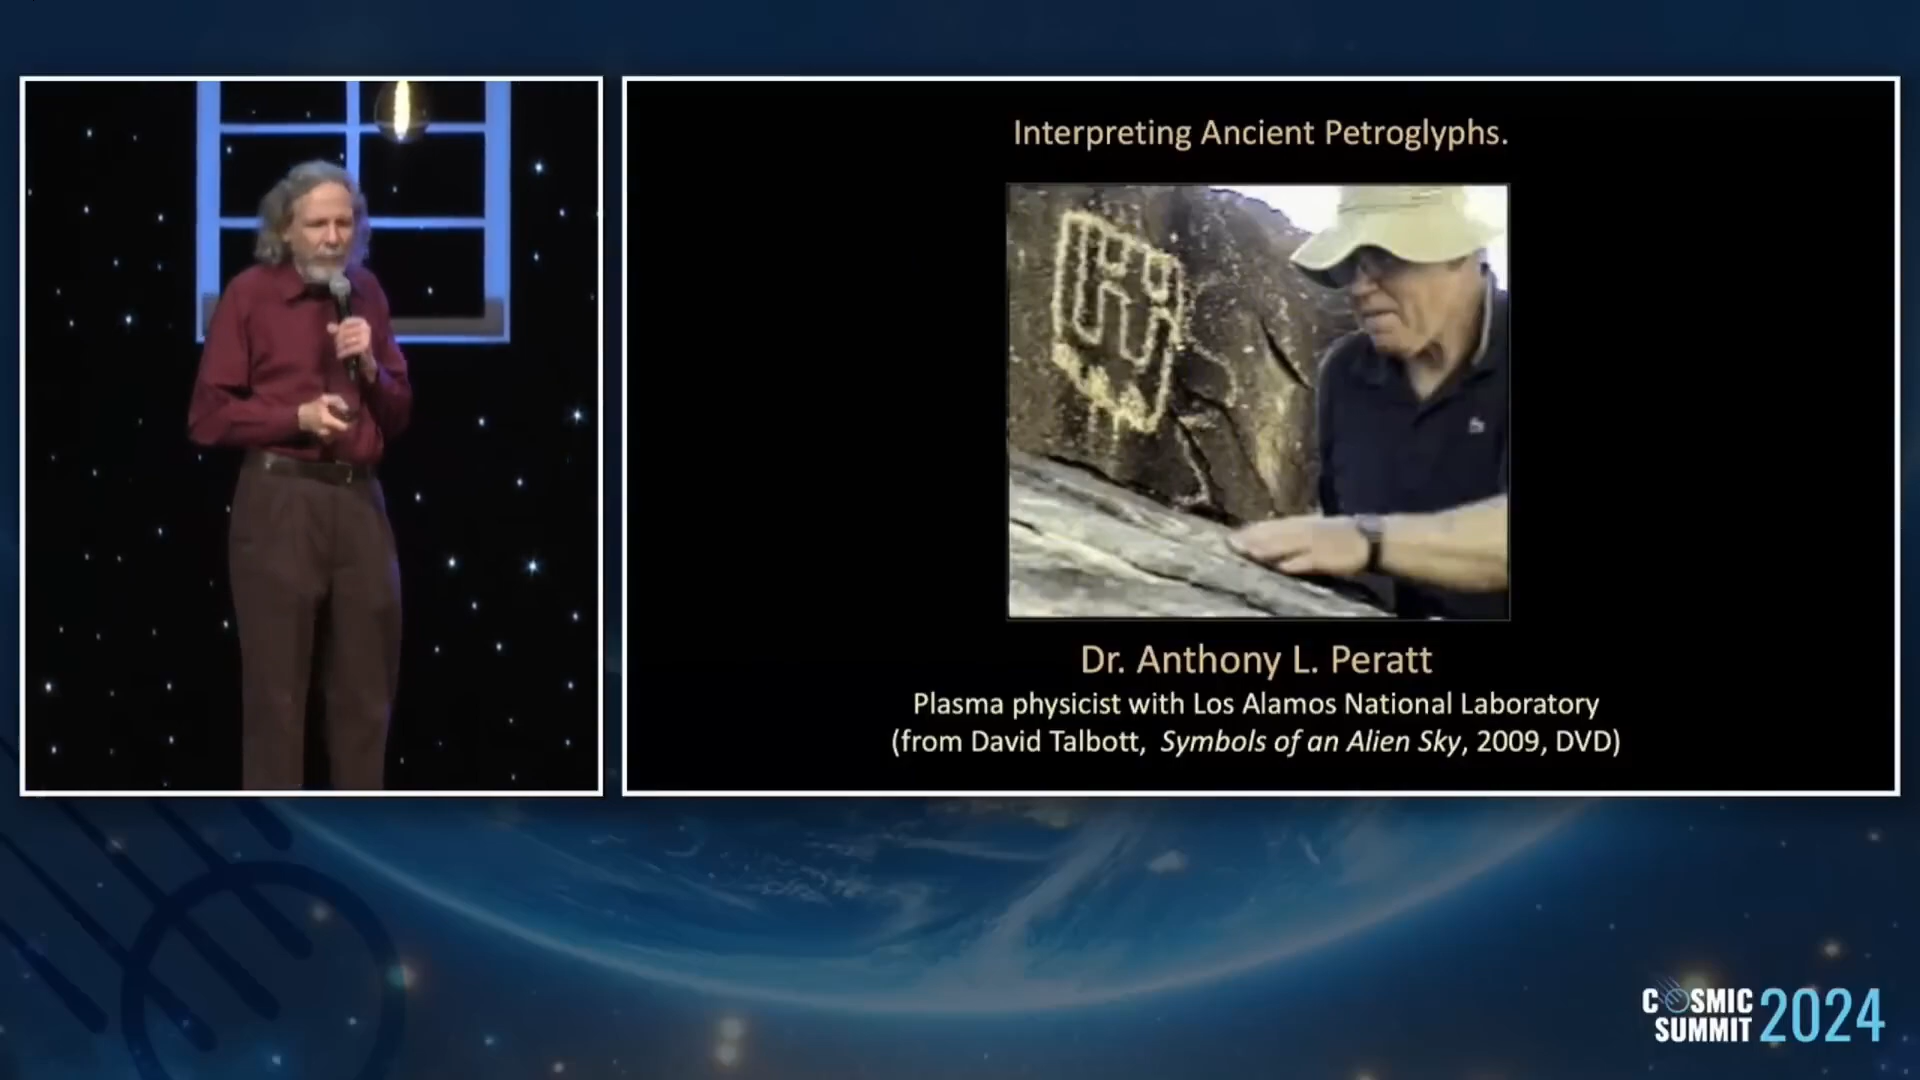 Interpreting Ancient Petroglyphs.
Dr. Anthony L. Peratt
Plasma physicist with Los Alamos National Laboratory
(from David Talbott, Symbols of an Alien Sky, 2009, DVD)
COSMIC
SUMMIT 2024